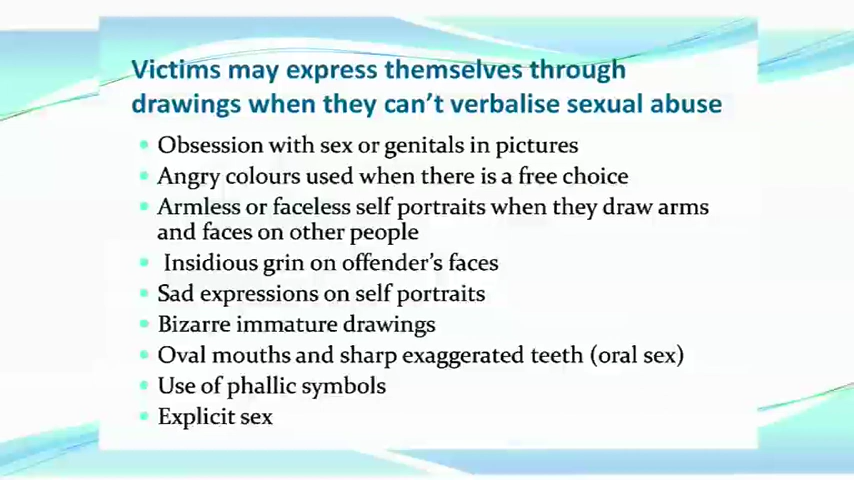 Victims may express themselves through
drawings when they can't verbalise sexual abuse
• Obsession with sex or genitals in pictures
• Angry colours used when there is a free choice
• Armless or faceless self portraits when they draw arms
and faces on other people
• Insidious grin on offender's faces
• Sad expressions on self portraits
• Bizarre immature drawings
• Oval mouths and sharp exaggerated teeth (oral sex)
• Use of phallic symbols
• Explicit sex